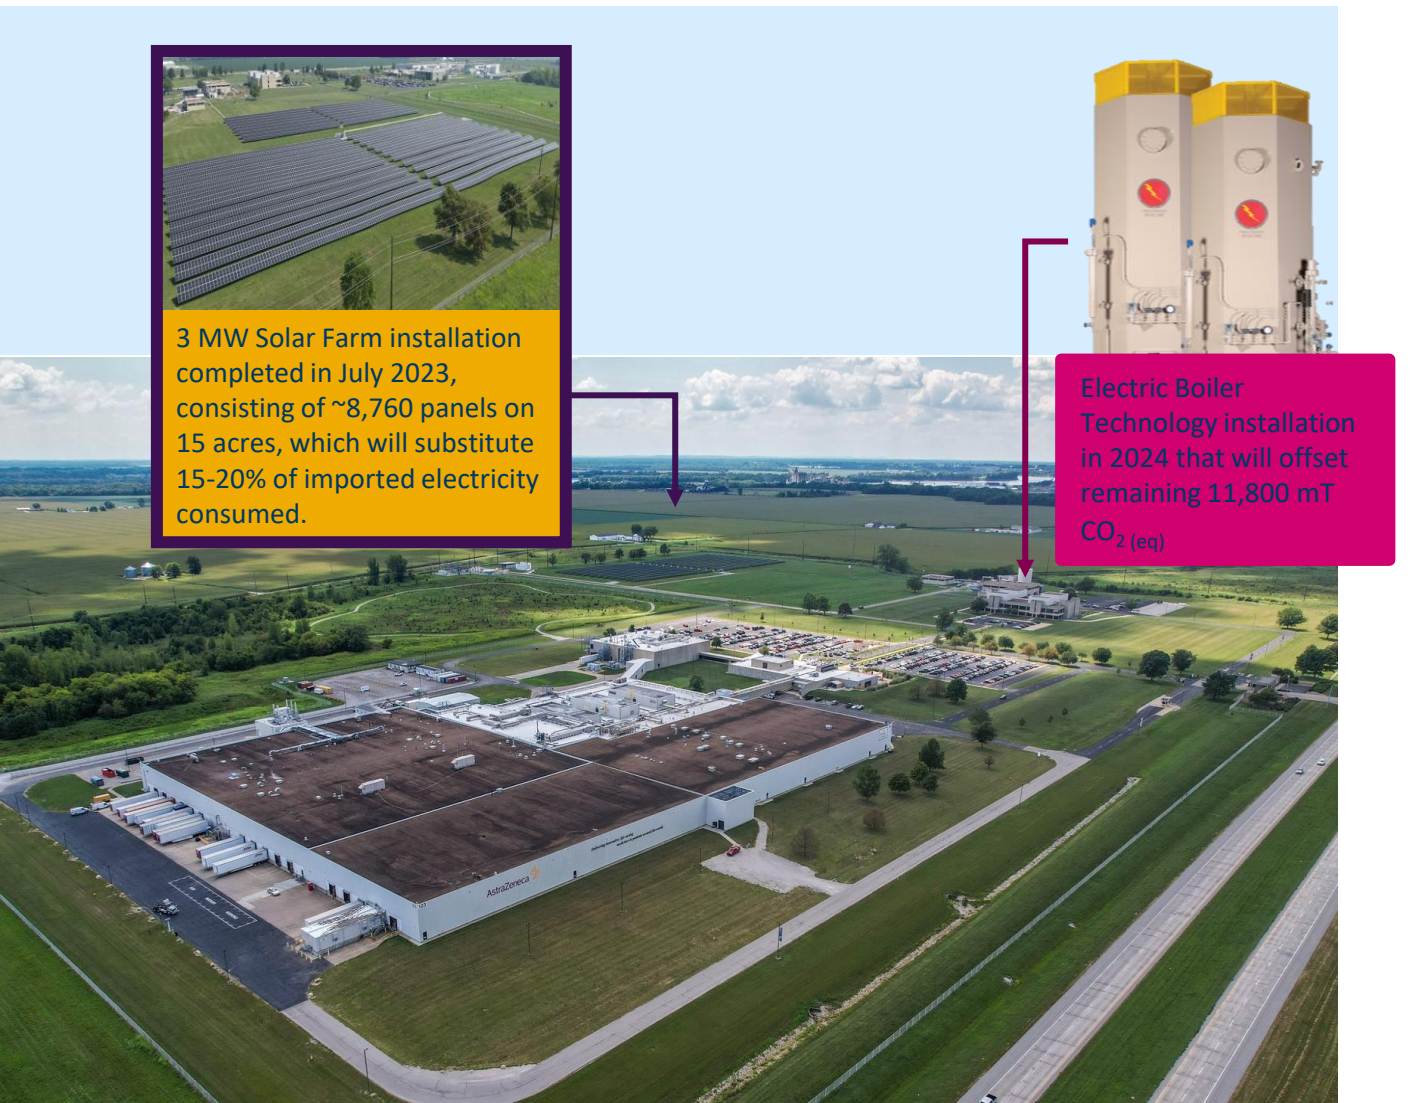 3 MW Solar Farm installation
completed in July 2023,
consisting of ~8,760 panels on
15 acres, which will substitute
15-20% of imported electricity
consumed.
Electric Boiler
Technology installation
in 2024 that will offset
remaining 11,800 mT
CO₂ (eq)
AstraZeneca